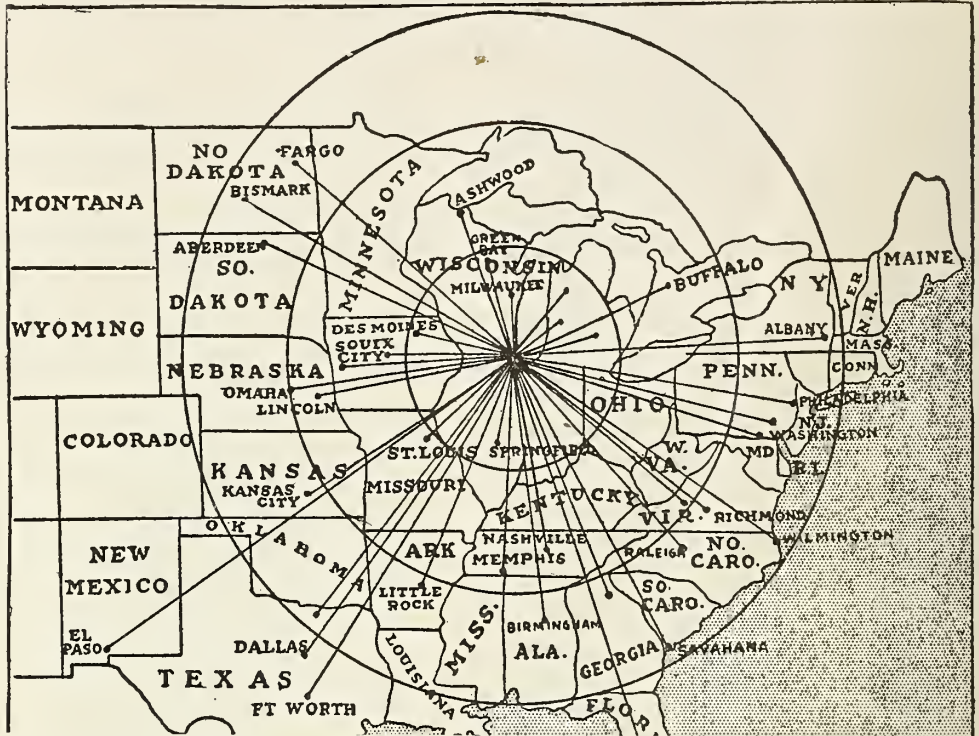 NO
DAKOTA
FARGO
BISMARK
MONTANA
ABERDEEN
SO.
DAKOTA
WYOMING
MINNESOTA
ASHWOOD
GREEN
BAY
WISCONSIN
MILWAUKEE
BUFFALO
N Y
VER
N.H.
MAINE
ALBANY
MASS
CONN
DES MOINES
SOUIX
CITY
NEBRASKA
OMAHA
LINCOLN
PENN.
OHIO
PHILADELPHIA
N.J.
WASHINGTON
MD
R.I.
COLORADO
KANSAS
KANSAS
CITY
ST. LOUIS
SPRINGFIELD
MISSOURI
W.
VA.
KENTUCKY
VIR.
RICHMOND
WILMINGTON
OKLAHOMA
NEW
MEXICO
ARK
NASHVILLE
MEMPHIS
RALEIGH
NO.
CARO.
LITTLE
ROCK
SO.
CARO.
EL
PASO
DALLAS
TEXAS
FT WORTH
LOUISIANA
MISS.
BIRMINGHAM
ALA.
GEORGIA
SAVAHANA
FLOR.